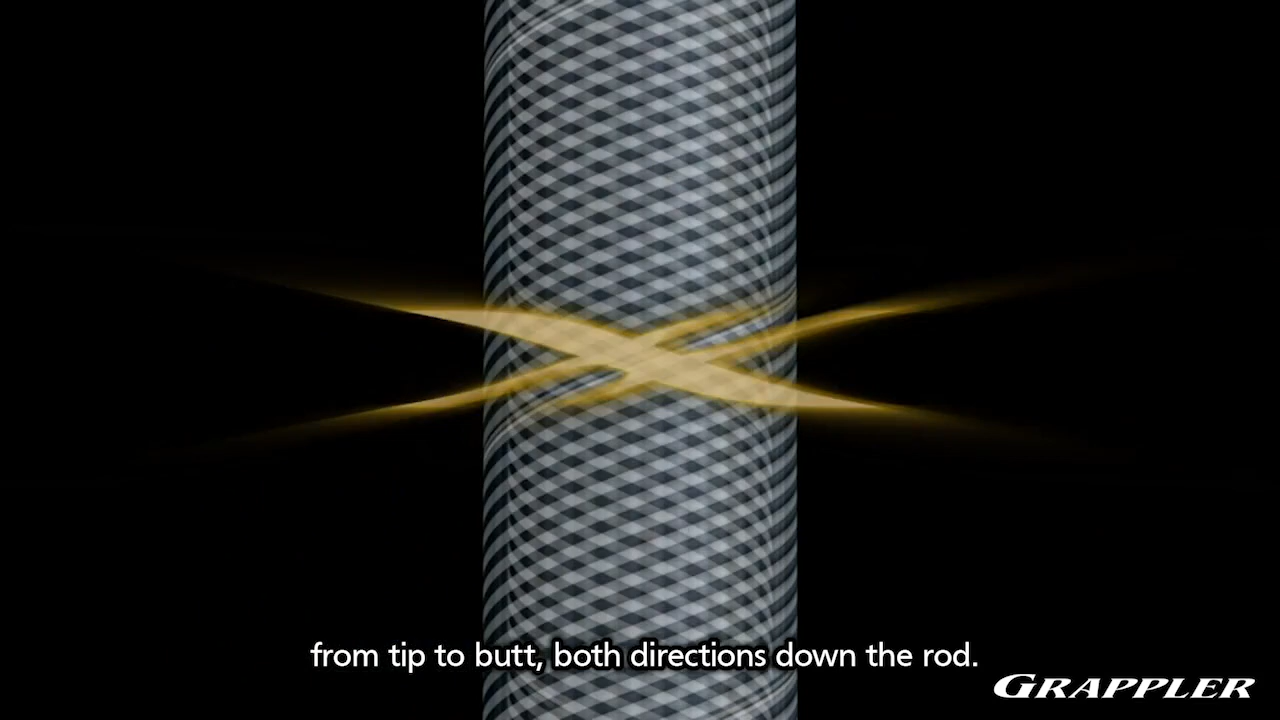 from tip to butt, both directions down the rod.
GRAPPLER